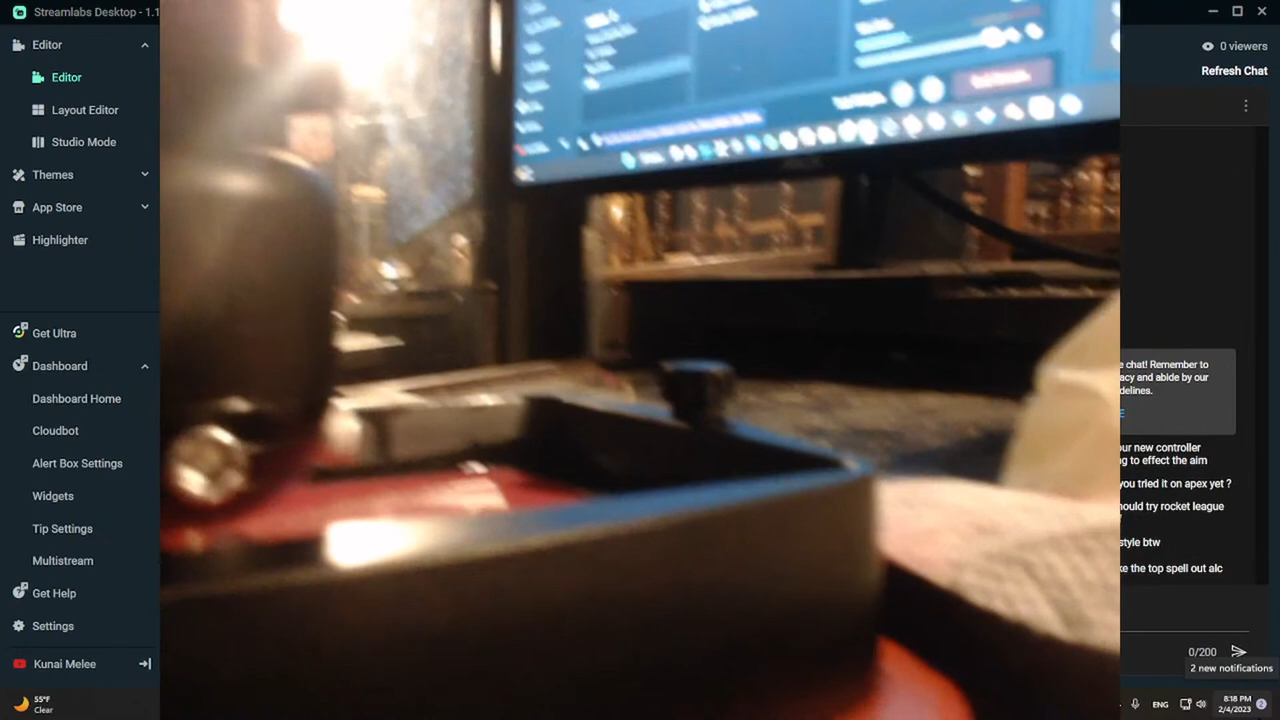 Streamlabs Desktop - 1.1
0 viewers
Refresh Chat
Editor
Editor
Layout Editor
Studio Mode
Themes
App Store
Highlighter
Get Ultra
Dashboard
Dashboard Home
Cloudbot
Alert Box Settings
Widgets
Tip Settings
Multistream
Get Help
Settings
Kunai Melee
e chat! Remember to
acy and abide by our
delines.
E
ur new controller
g to effect the aim
you tried it on apex yet ?
ould try rocket league
style btw
ke the top spell out alc
0/200
2 new notifications
55°F
Clear
ENG
8:18 PM
2/4/2023
2